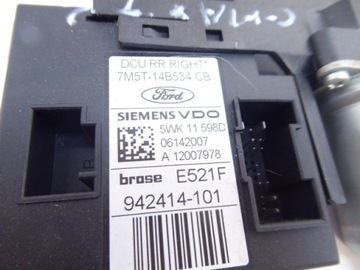 DCU RR RIGHT*
7M5T-14B534 CB
Ford
SIEMENS VDO
5WK 11 598D
06142007
A 12007978
brose E521F
942414-101